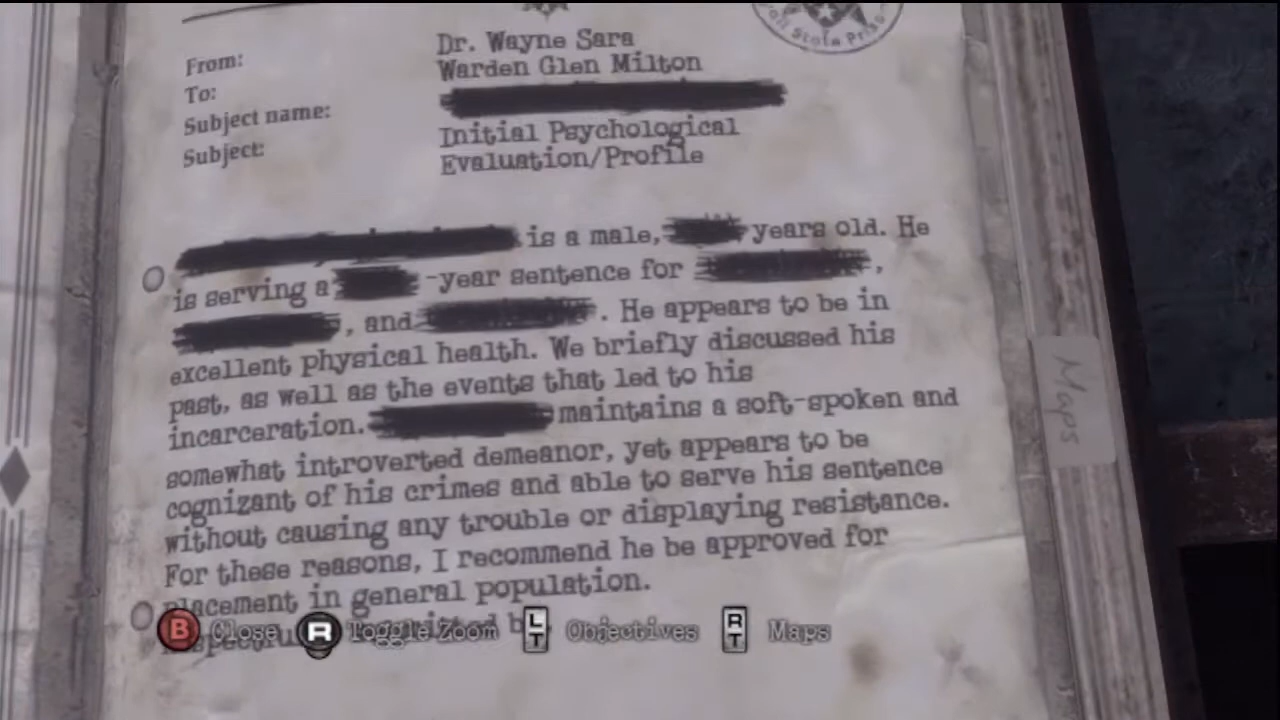 State Prison
From:
Dr. Wayne Sara
To:
Warden Glen Milton
Subject name:
Subject:
Initial Psychological
Evaluation/Profile
is a male, years old. He
is serving a -year sentence for ,
, and . He appears to be in
excellent physical health. We briefly discussed his
past, as well as the events that led to his
incarceration. maintains a soft-spoken and
somewhat introverted demeanor, yet appears to be
cognizant of his crimes and able to serve his sentence
without causing any trouble or displaying resistance.
For these reasons, I recommend he be approved for
placement in general population.
Maps
B Close R Toggle Zoom LT Objectives RT Maps